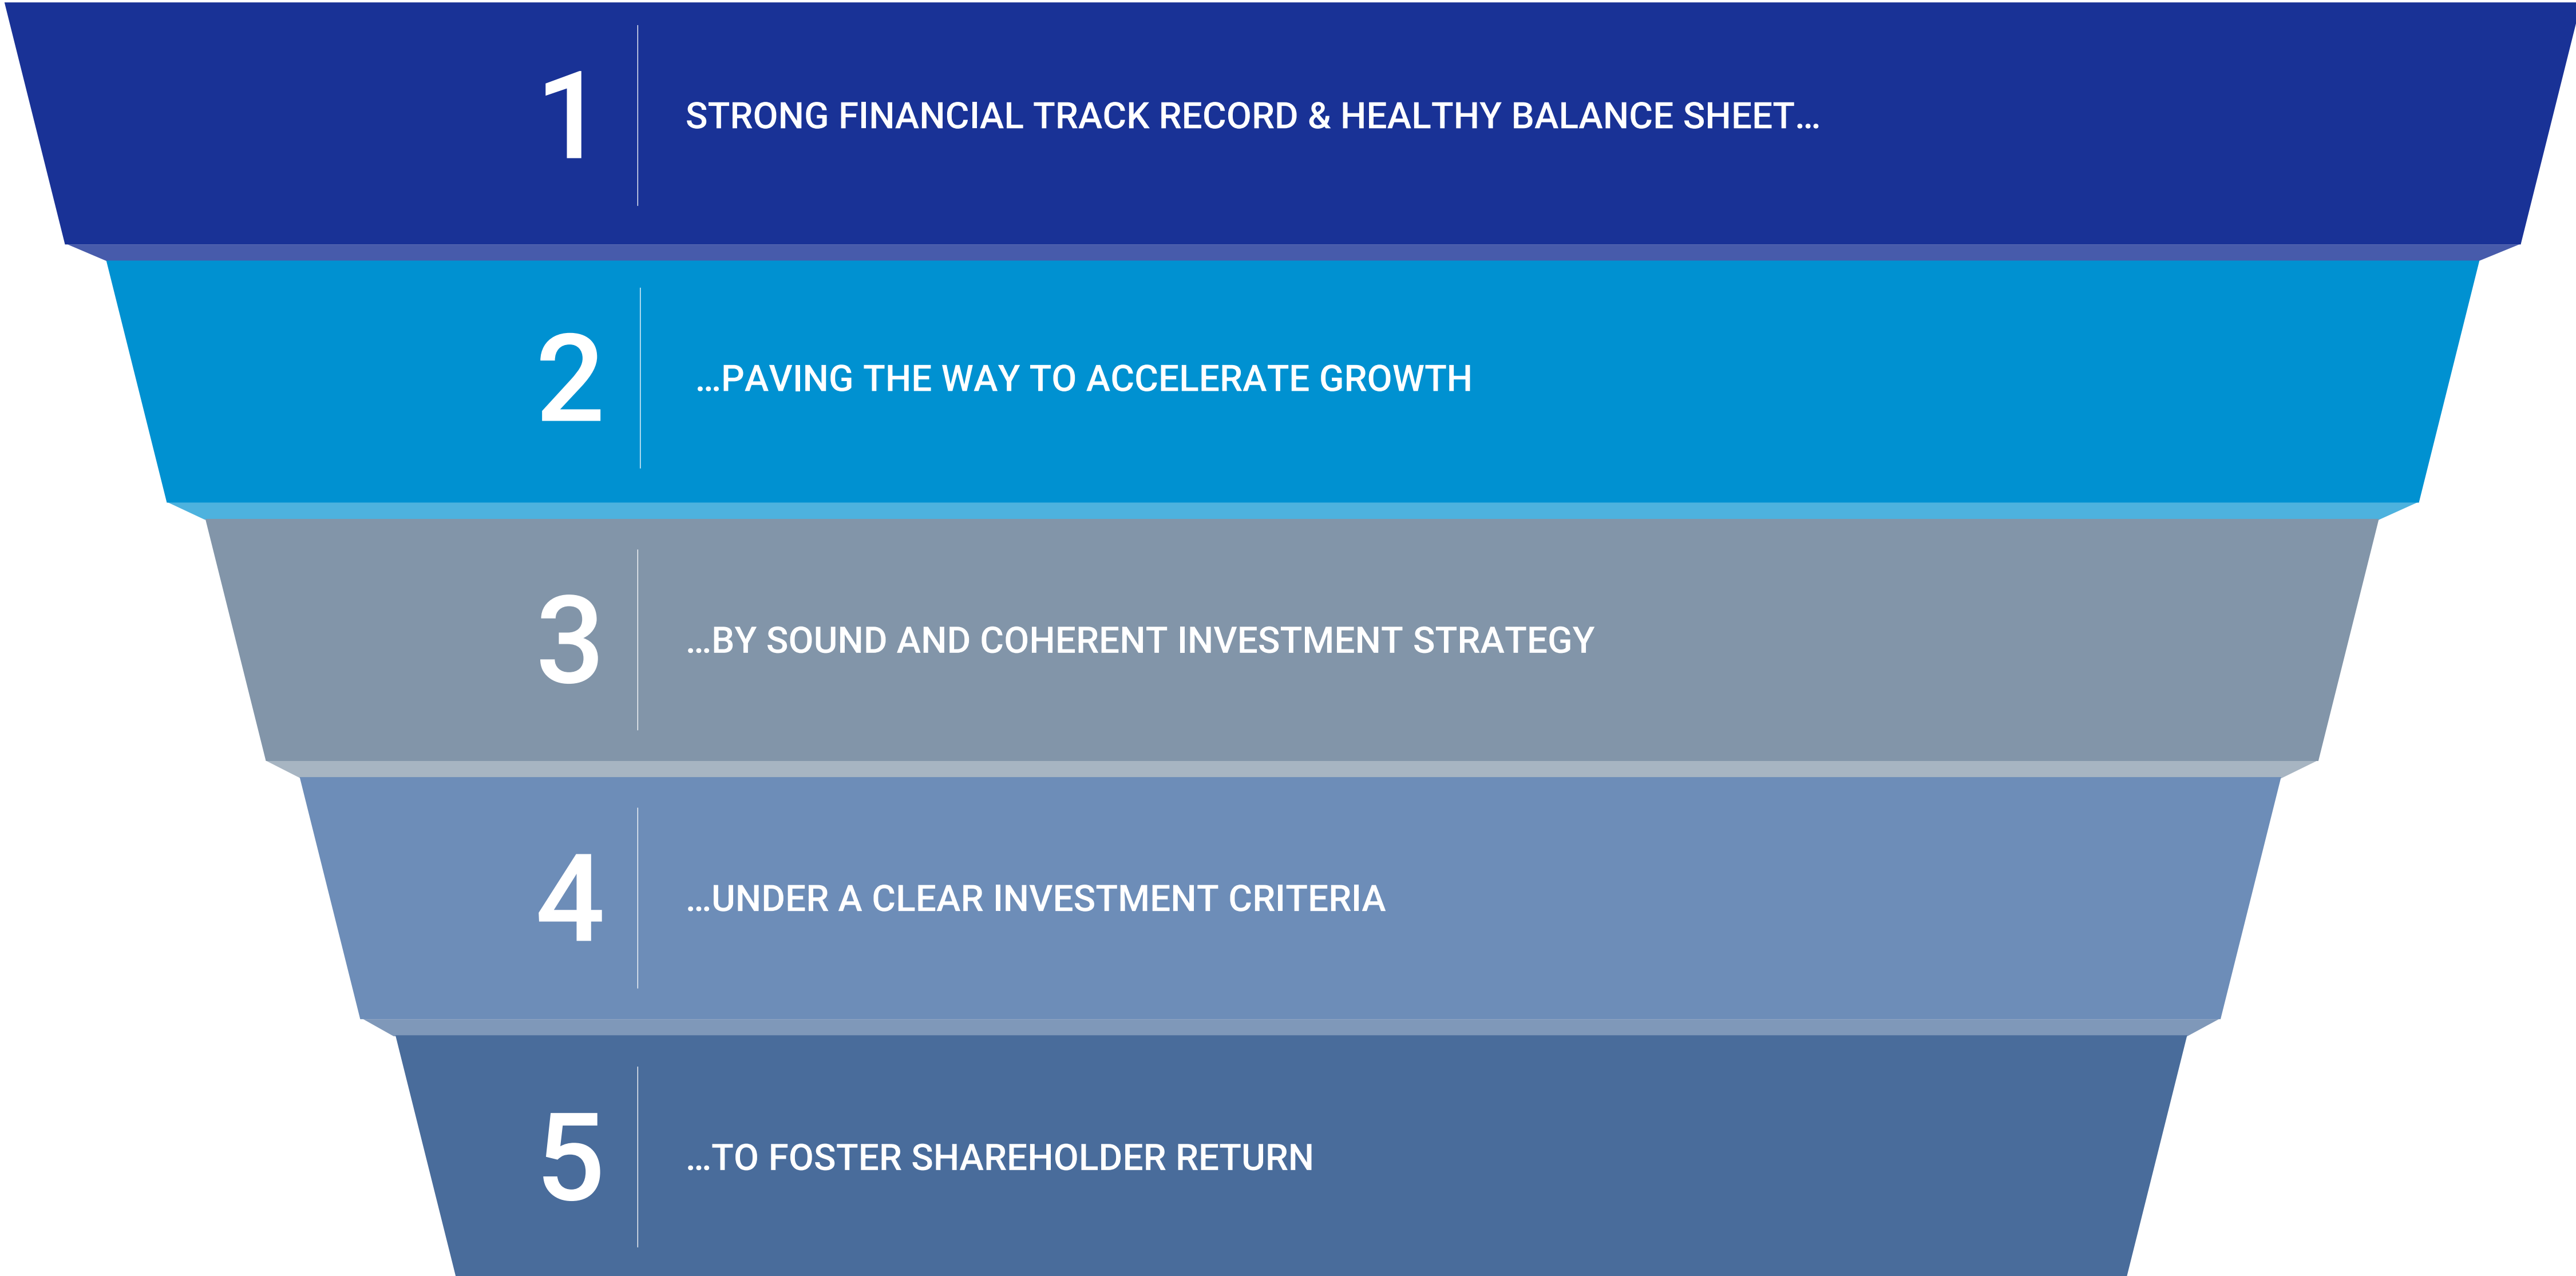 1
STRONG FINANCIAL TRACK RECORD & HEALTHY BALANCE SHEET...
2
...PAVING THE WAY TO ACCELERATE GROWTH
3
...BY SOUND AND COHERENT INVESTMENT STRATEGY
4
...UNDER A CLEAR INVESTMENT CRITERIA
5
...TO FOSTER SHAREHOLDER RETURN